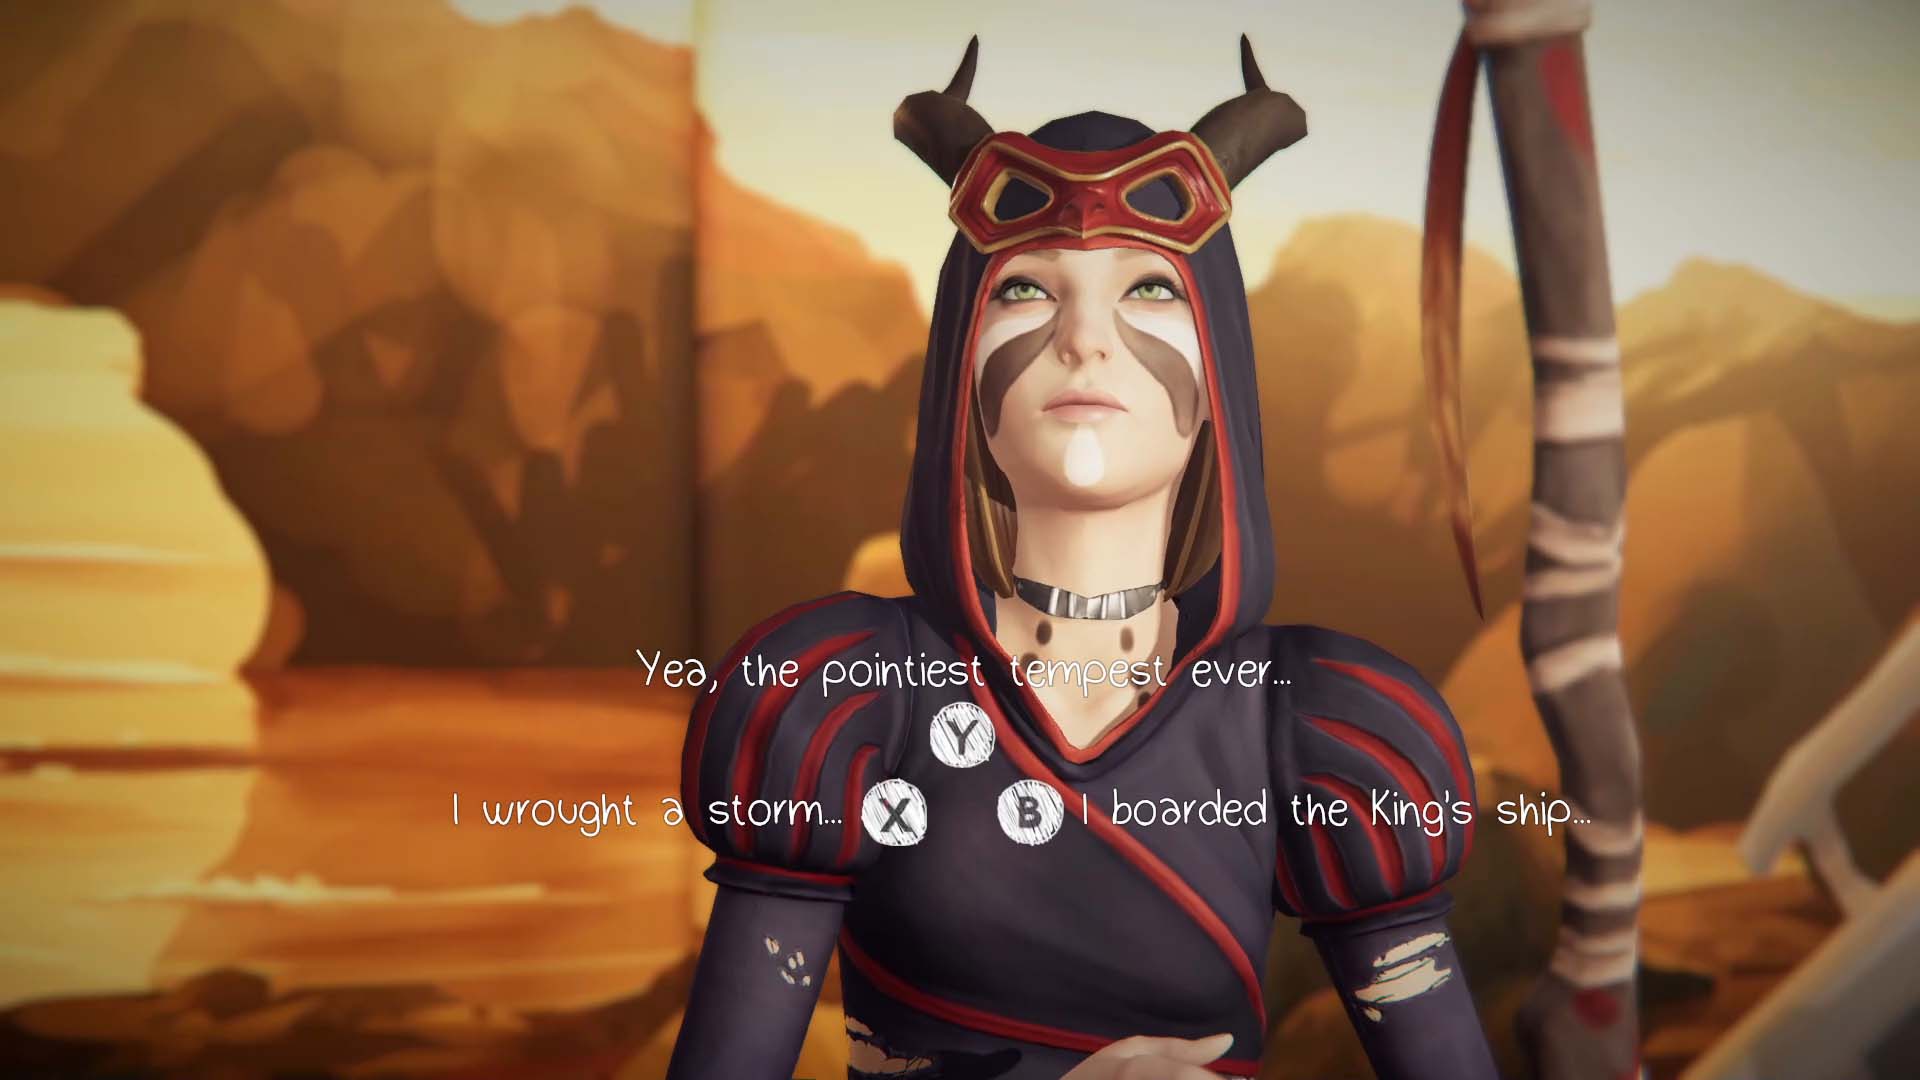 Yea, the pointiest tempest ever...
Y
I wrought a storm... X B I boarded the King's ship...